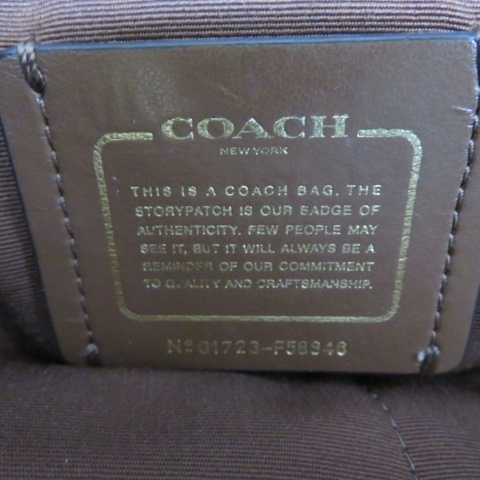 COACH
NEW YORK
THIS IS A COACH BAG. THE
STORYPATCH IS OUR BADGE OF
AUTHENTICITY. FEW PEOPLE MAY
SEE IT, BUT IT WILL ALWAYS BE A
REMINDER OF OUR COMMITMENT
TO QUALITY AND CRAFTSMANSHIP.
Nº G1723-F58846